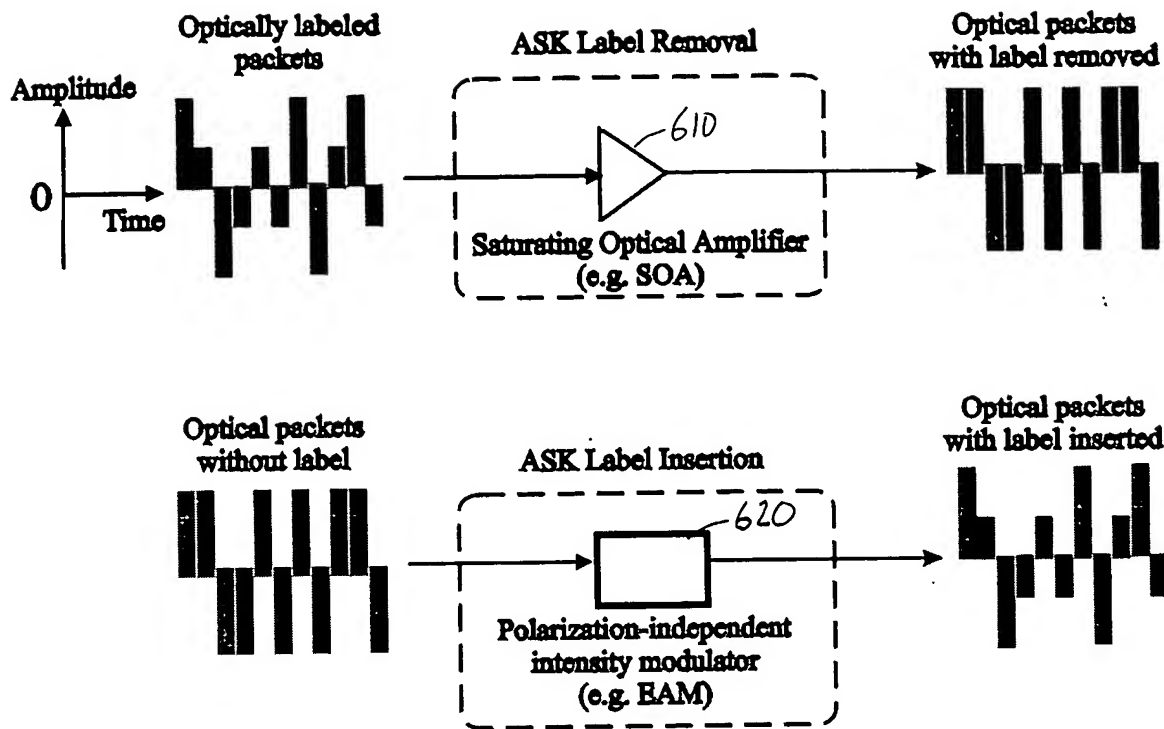 Optically labeled
packets
ASK Label Removal
Optical packets
with label removed
Amplitude
0
Time
610
Saturating Optical Amplifier
(e.g. SOA)
Optical packets
without label
ASK Label Insertion
Optical packets
with label inserted
620
Polarization-independent
intensity modulator
(e.g. EAM)